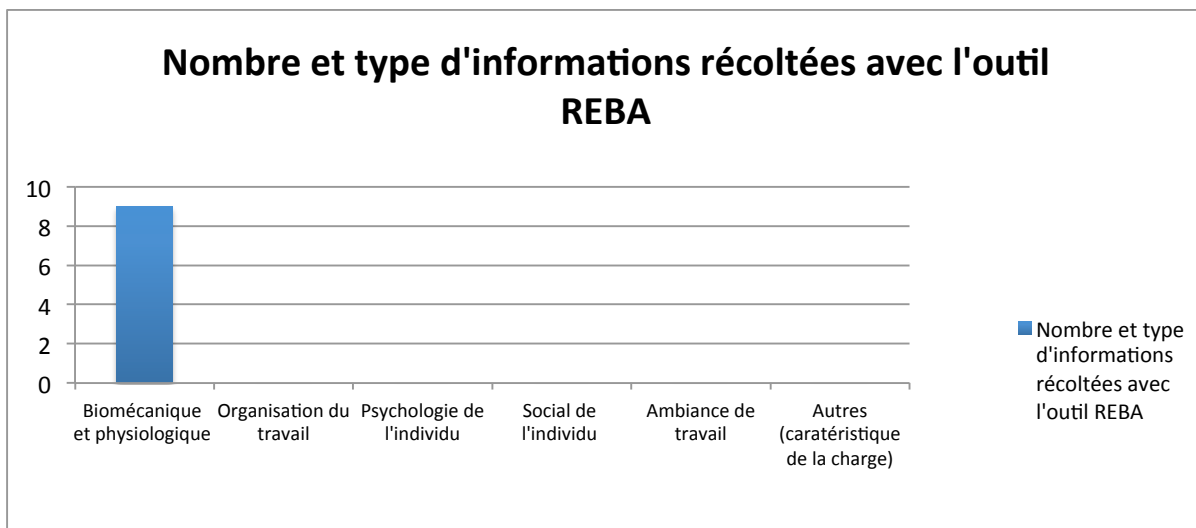 Nombre et type d'informations récoltées avec l'outil
REBA
10
8
6
4
2
0
Biomécanique
et physiologique
Organisation du
travail
Psychologie de
l'individu
Social de
l'individu
Ambiance de
travail
Autres
(caratéristique
de la charge)
Nombre et type
d'informations
récoltées avec
l'outil REBA